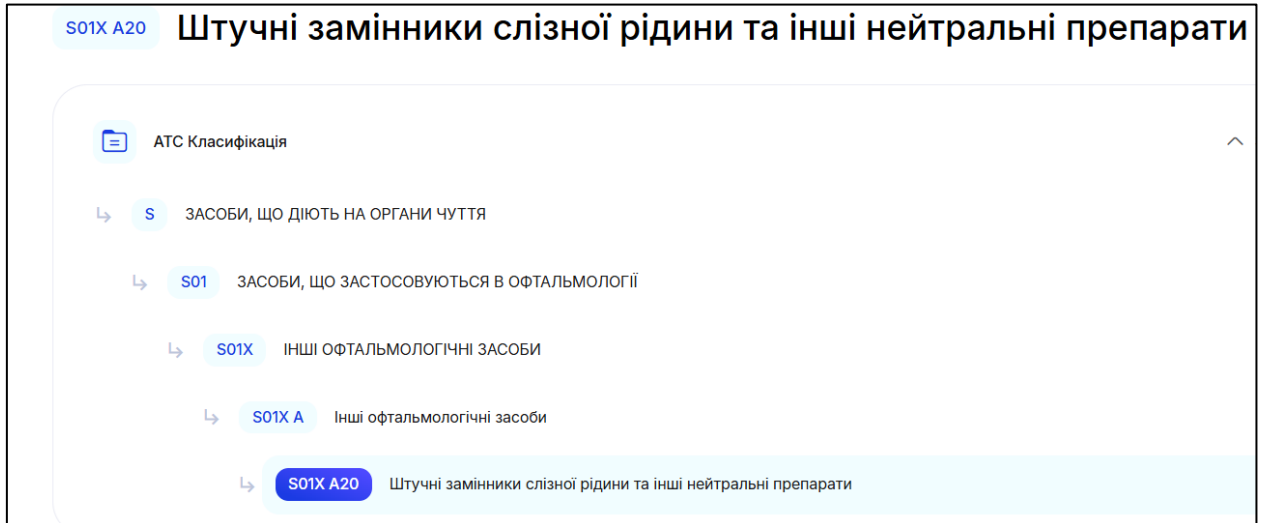 S01X A20 Штучні замінники слізної рідини та інші нейтральні препарати
АТС Класифікація
S ЗАСОБИ, ЩО ДІЮТЬ НА ОРГАНИ ЧУТТЯ
S01 ЗАСОБИ, ЩО ЗАСТОСОВУЮТЬСЯ В ОФТАЛЬМОЛОГІЇ
S01X ІНШІ ОФТАЛЬМОЛОГІЧНІ ЗАСОБИ
S01X A Інші офтальмологічні засоби
S01X A20 Штучні замінники слізної рідини та інші нейтральні препарати